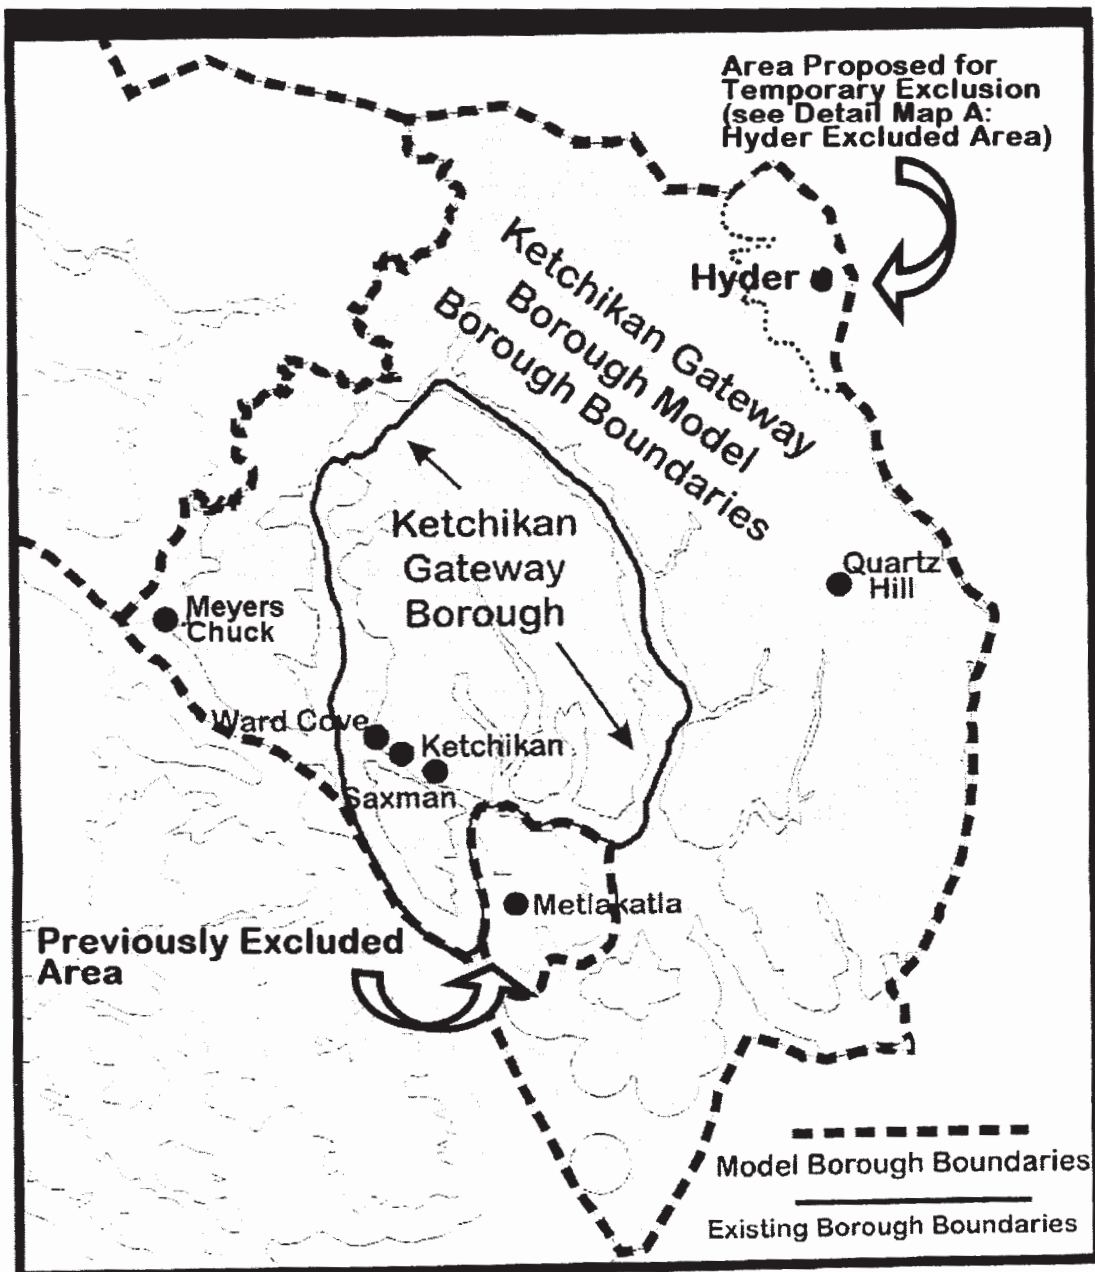 Area Proposed for
Temporary Exclusion
(see Detail Map A:
Hyder Excluded Area)
Ketchikan Gateway
Borough Model
Borough Boundaries
Hyder
Ketchikan
Gateway
Borough
Quartz
Hill
Meyers
Chuck
Ward Cove
Ketchikan
Saxman
Metlakatla
Previously Excluded
Area
Model Borough Boundaries
Existing Borough Boundaries